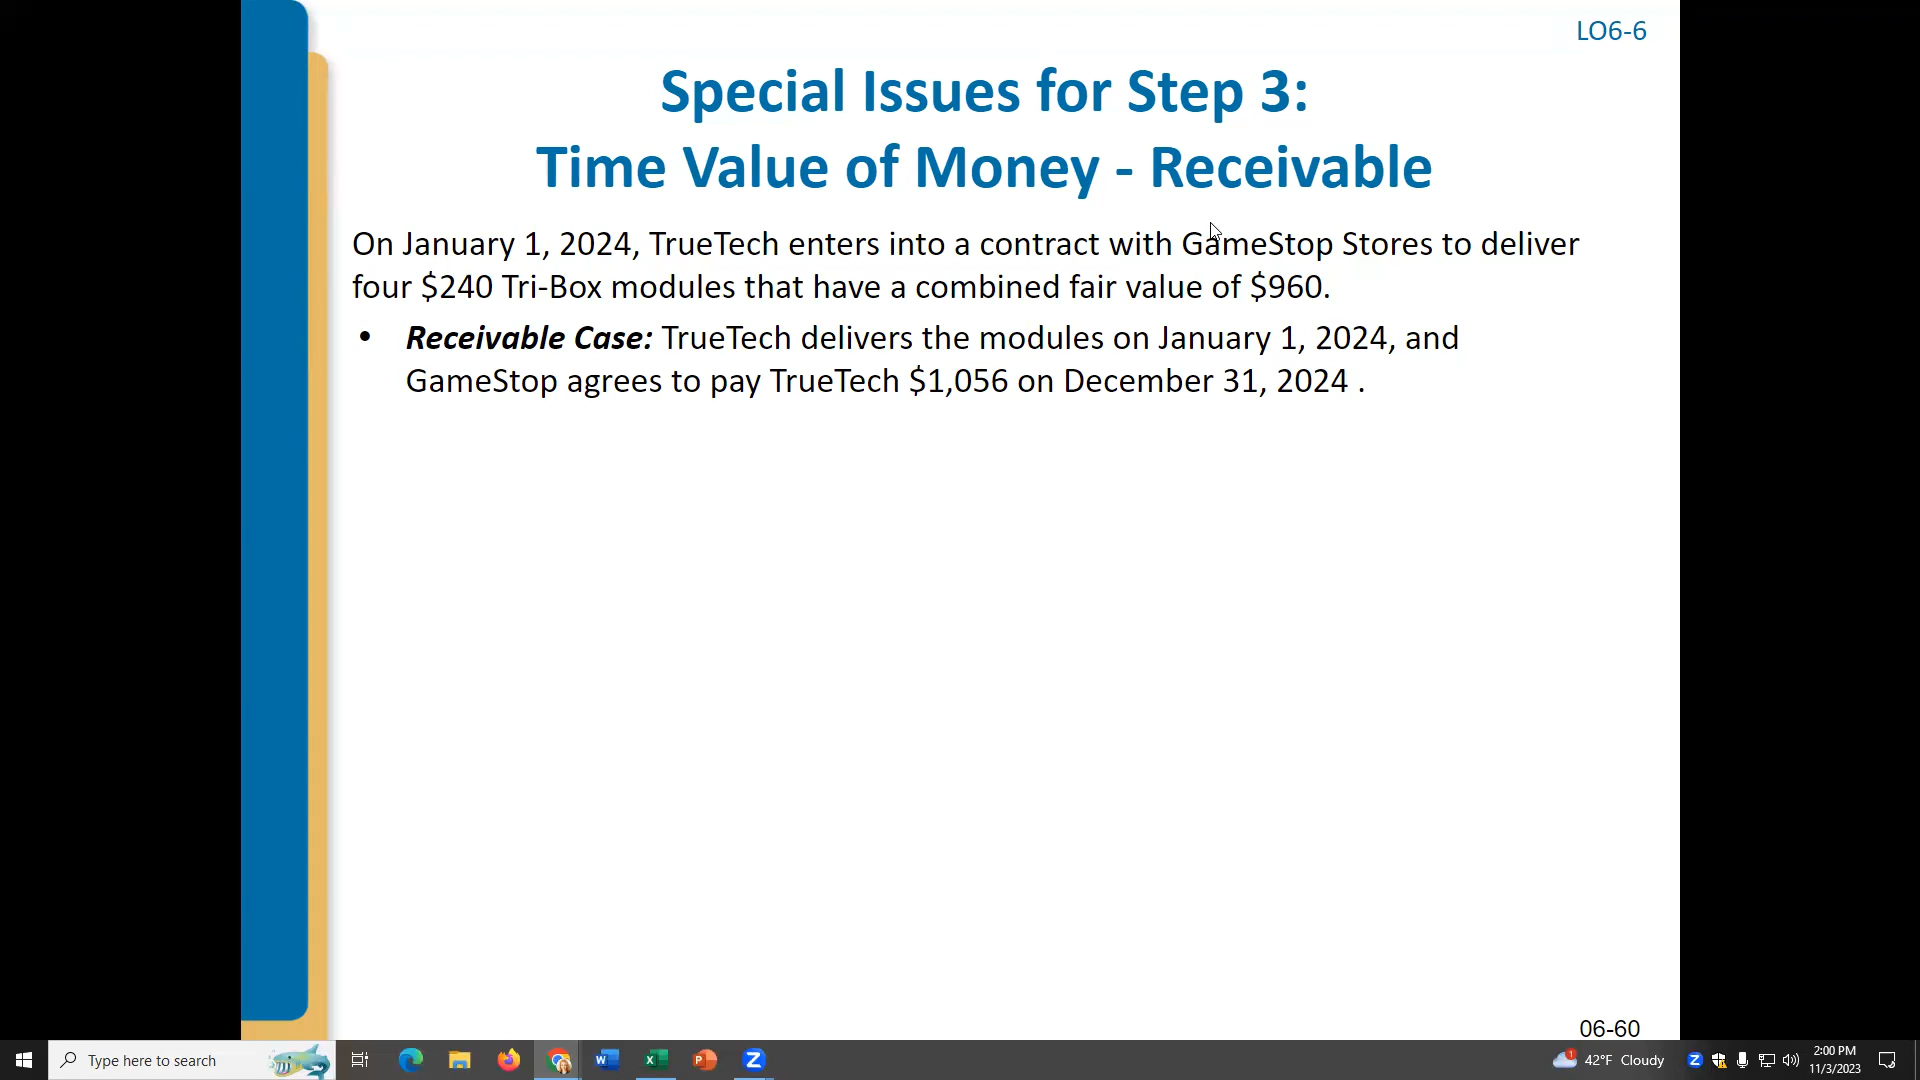 LO6-6
Special Issues for Step 3:
Time Value of Money - Receivable
On January 1, 2024, TrueTech enters into a contract with GameStop Stores to deliver
four $240 Tri-Box modules that have a combined fair value of $960.
• Receivable Case: TrueTech delivers the modules on January 1, 2024, and
GameStop agrees to pay TrueTech $1,056 on December 31, 2024 .
06-60
Type here to search
42°F Cloudy
2:00 PM
11/3/2023